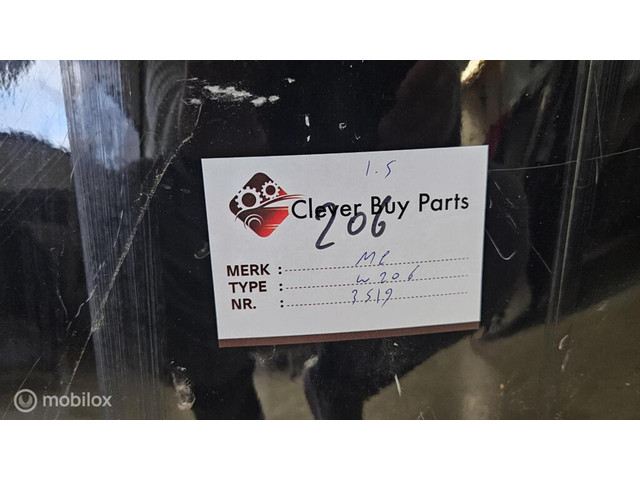 1.5
Clever Buy Parts
206
MERK : MB
TYPE : w206
NR. : 3519
mobilox